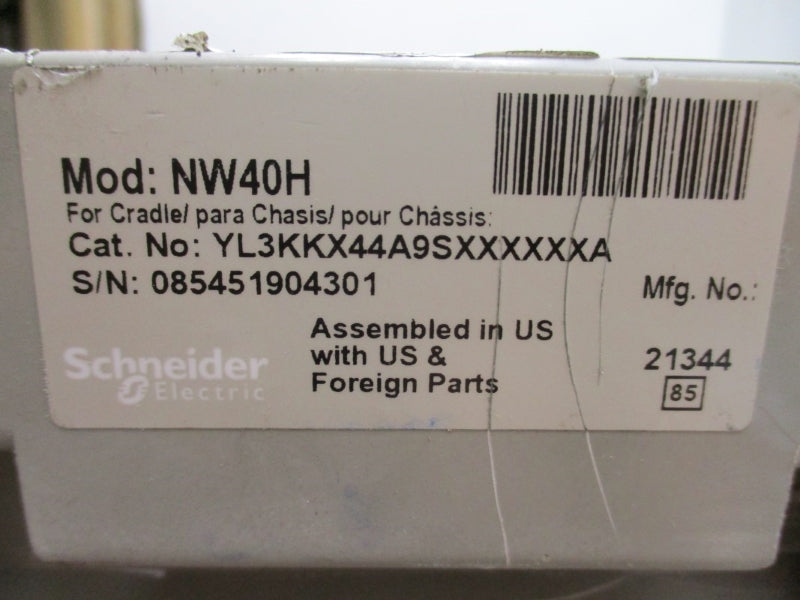 Mod: NW40H
For Cradle/ para Chasis/ pour Châssis:
Cat. No: YL3KKX44A9SXXXXXXA
S/N: 085451904301
Mfg. No.:
Assembled in US
with US &
Foreign Parts
21344
85
Schneider
Electric